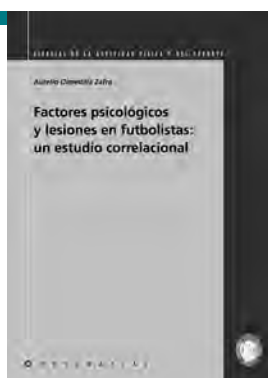 CIENCIAS DE LA ACTIVIDAD FÍSICA Y DEL DEPORTE
Aurelio Olmedilla Zafra
Factores psicológicos
y lesiones en futbolistas:
un estudio correlacional